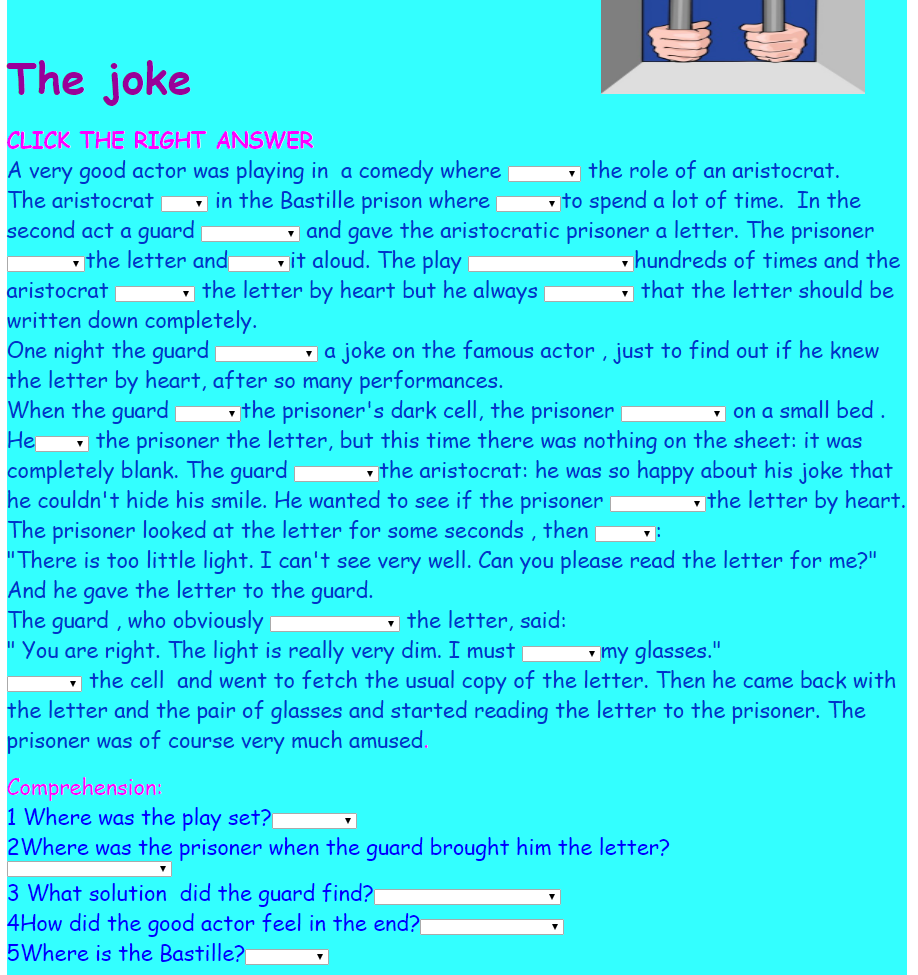 The joke
CLICK THE RIGHT ANSWER
A very good actor was playing in a comedy where the role of an aristocrat.
The aristocrat in the Bastille prison where to spend a lot of time. In the
second act a guard and gave the aristocratic prisoner a letter. The prisoner
the letter and it aloud. The play hundreds of times and the
aristocrat the letter by heart but he always that the letter should be
written down completely.
One night the guard a joke on the famous actor , just to find out if he knew
the letter by heart, after so many performances.
When the guard the prisoner's dark cell, the prisoner on a small bed .
He the prisoner the letter, but this time there was nothing on the sheet: it was
completely blank. The guard the aristocrat: he was so happy about his joke that
he couldn't hide his smile. He wanted to see if the prisoner the letter by heart.
The prisoner looked at the letter for some seconds , then :
"There is too little light. I can't see very well. Can you please read the letter for me?"
And he gave the letter to the guard.
The guard , who obviously the letter, said:
" You are right. The light is really very dim. I must my glasses."
the cell and went to fetch the usual copy of the letter. Then he came back with
the letter and the pair of glasses and started reading the letter to the prisoner. The
prisoner was of course very much amused.
Comprehension:
1 Where was the play set?
2Where was the prisoner when the guard brought him the letter?
3 What solution did the guard find?
4How did the good actor feel in the end?
5Where is the Bastille?